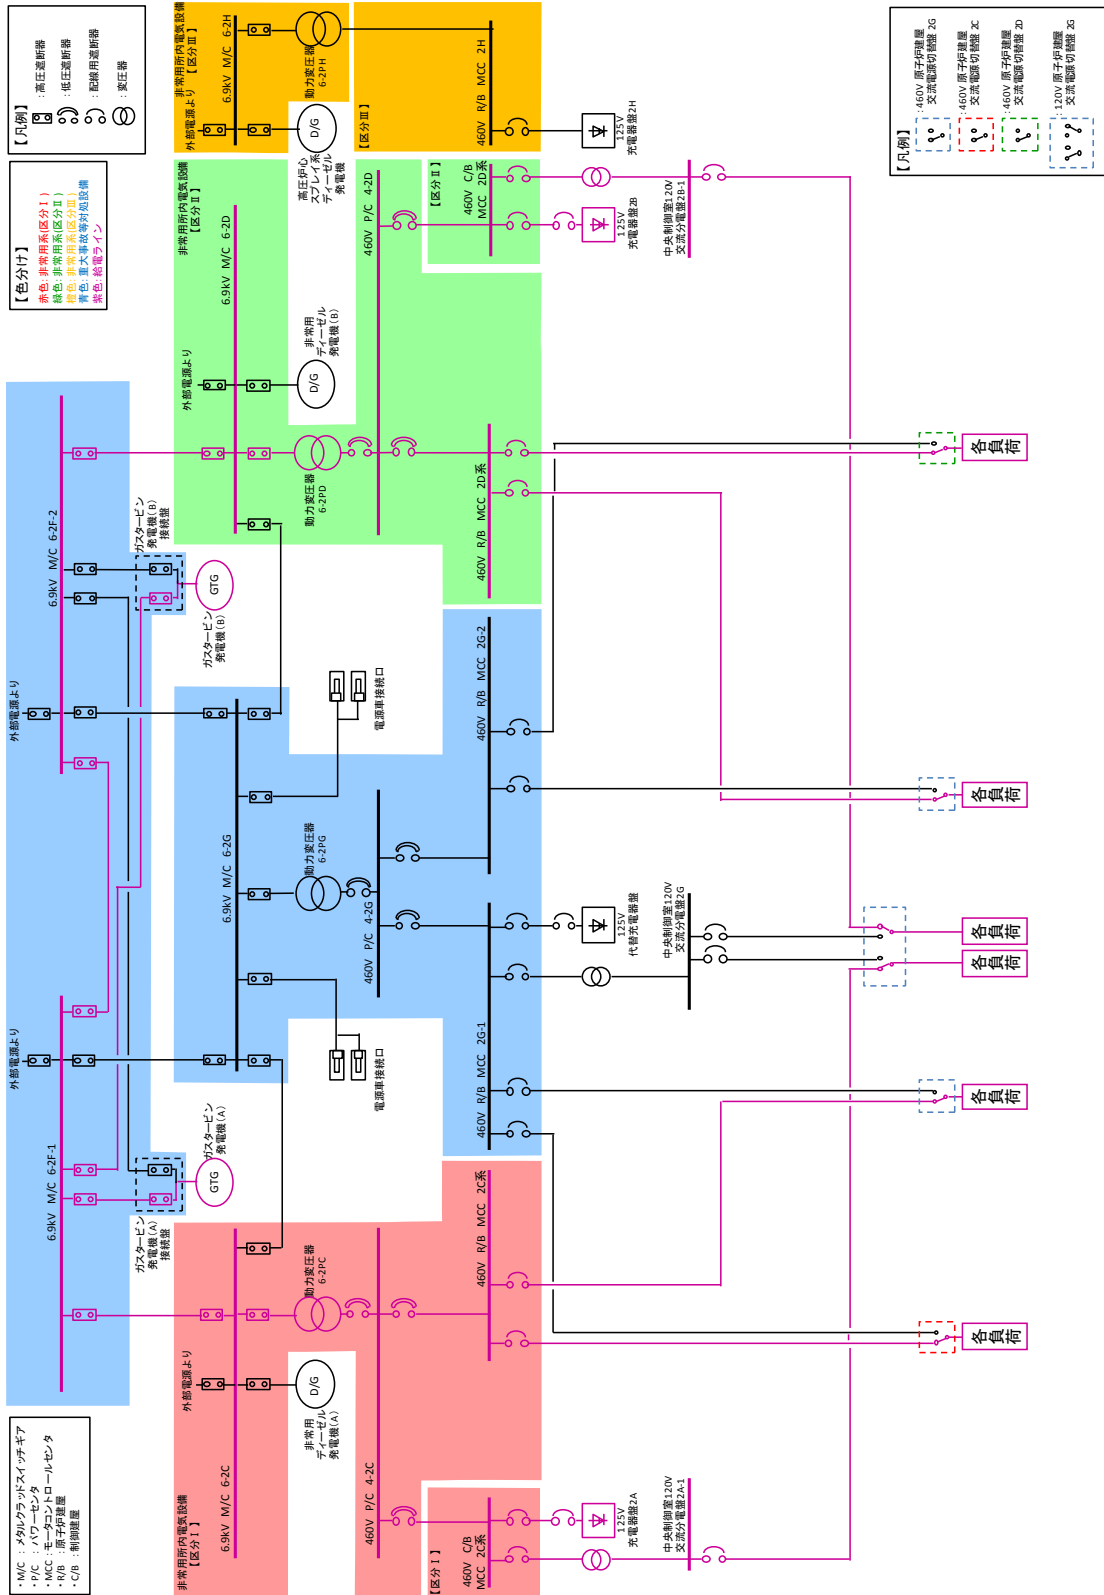 ・M/C : メタルクラッドスイッチギア
・P/C : パワーセンタ
・MCC : モータコントロールセンタ
・R/B : 原子炉建屋
・C/B : 制御建屋
【色分け】
赤色:非常用系(区分Ⅰ)
緑色:非常用系(区分Ⅱ)
橙色:非常用系(区分Ⅲ)
青色:重大事故等対処設備
紫色:給電ライン
【凡例】
:高圧遮断器
:低圧遮断器
:配線用遮断器
:変圧器
外部電源より
6.9kV M/C 6-2F-1
外部電源より
6.9kV M/C 6-2F-2
ガスタービン
発電機(A)
接続盤
GTG
ガスタービン
発電機(A)
ガスタービン
発電機(B)
接続盤
GTG
ガスタービン
発電機(B)
非常用所内電気設備
【区分Ⅰ】
外部電源より
6.9kV M/C 6-2C
D/G
非常用
ディーゼル
発電機(A)
動力変圧器
6-2PC
460V P/C 4-2C
6.9kV M/C 6-2G
電源車接続口
動力変圧器
6-2PG
電源車接続口
460V P/C 4-2G
非常用所内電気設備
【区分Ⅱ】
外部電源より
6.9kV M/C 6-2D
動力変圧器
6-2PD
D/G
非常用
ディーゼル
発電機(B)
460V P/C 4-2D
非常用所内電気設備
【区分Ⅲ】
外部電源より
6.9kV M/C 6-2H
D/G
高圧炉心
スプレイ系
ディーゼル
発電機
動力変圧器
6-2PH
【区分Ⅲ】
460V R/B MCC 2H
【区分Ⅰ】
460V C/B
MCC 2C系
460V R/B MCC 2C系
460V R/B MCC 2G-1
460V R/B MCC 2G-2
460V R/B MCC 2D系
【区分Ⅱ】
460V C/B
MCC 2D系
125V
充電器盤2A
125V
代替充電器盤
125V
充電器盤2B
125V
充電器盤2H
中央制御室120V
交流分電盤2A-1
中央制御室120V
交流分電盤2G
中央制御室120V
交流分電盤2B-1
各負荷
各負荷
各負荷
各負荷
各負荷
各負荷
【凡例】
:460V 原子炉建屋
交流電源切替盤 2G
:460V 原子炉建屋
交流電源切替盤 2C
:460V 原子炉建屋
交流電源切替盤 2D
:120V 原子炉建屋
交流電源切替盤 2G